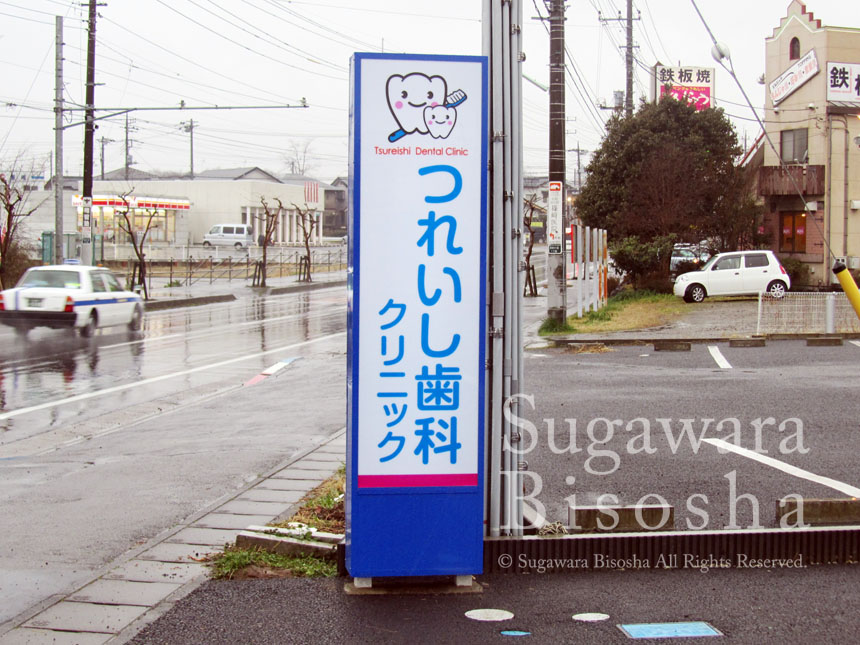 Tsureishi Dental Clinic
つれいし歯科
クリニック
鉄板焼
鉄板
Sugawara
Bisosha
© Sugawara Bisosha All Rights Reserved.